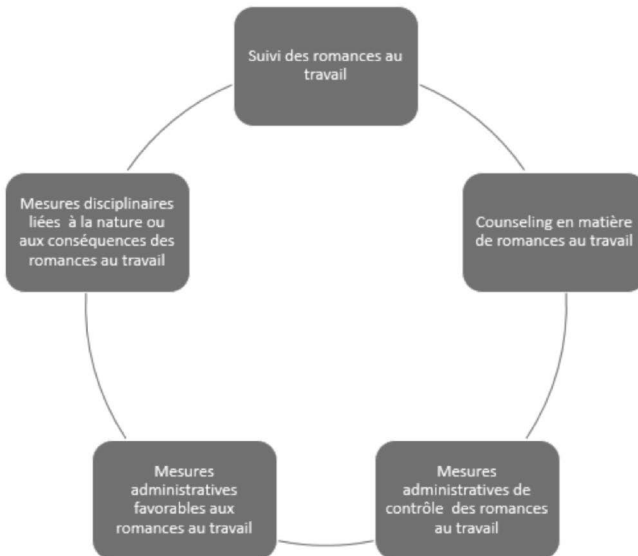 Suivi des romances au
travail
Counseling en matière
de romances au travail
Mesures
administratives de
contrôle des romances
au travail
Mesures
administratives
favorables aux
romances au travail
Mesures disciplinaires
liées à la nature ou
aux conséquences des
romances au travail